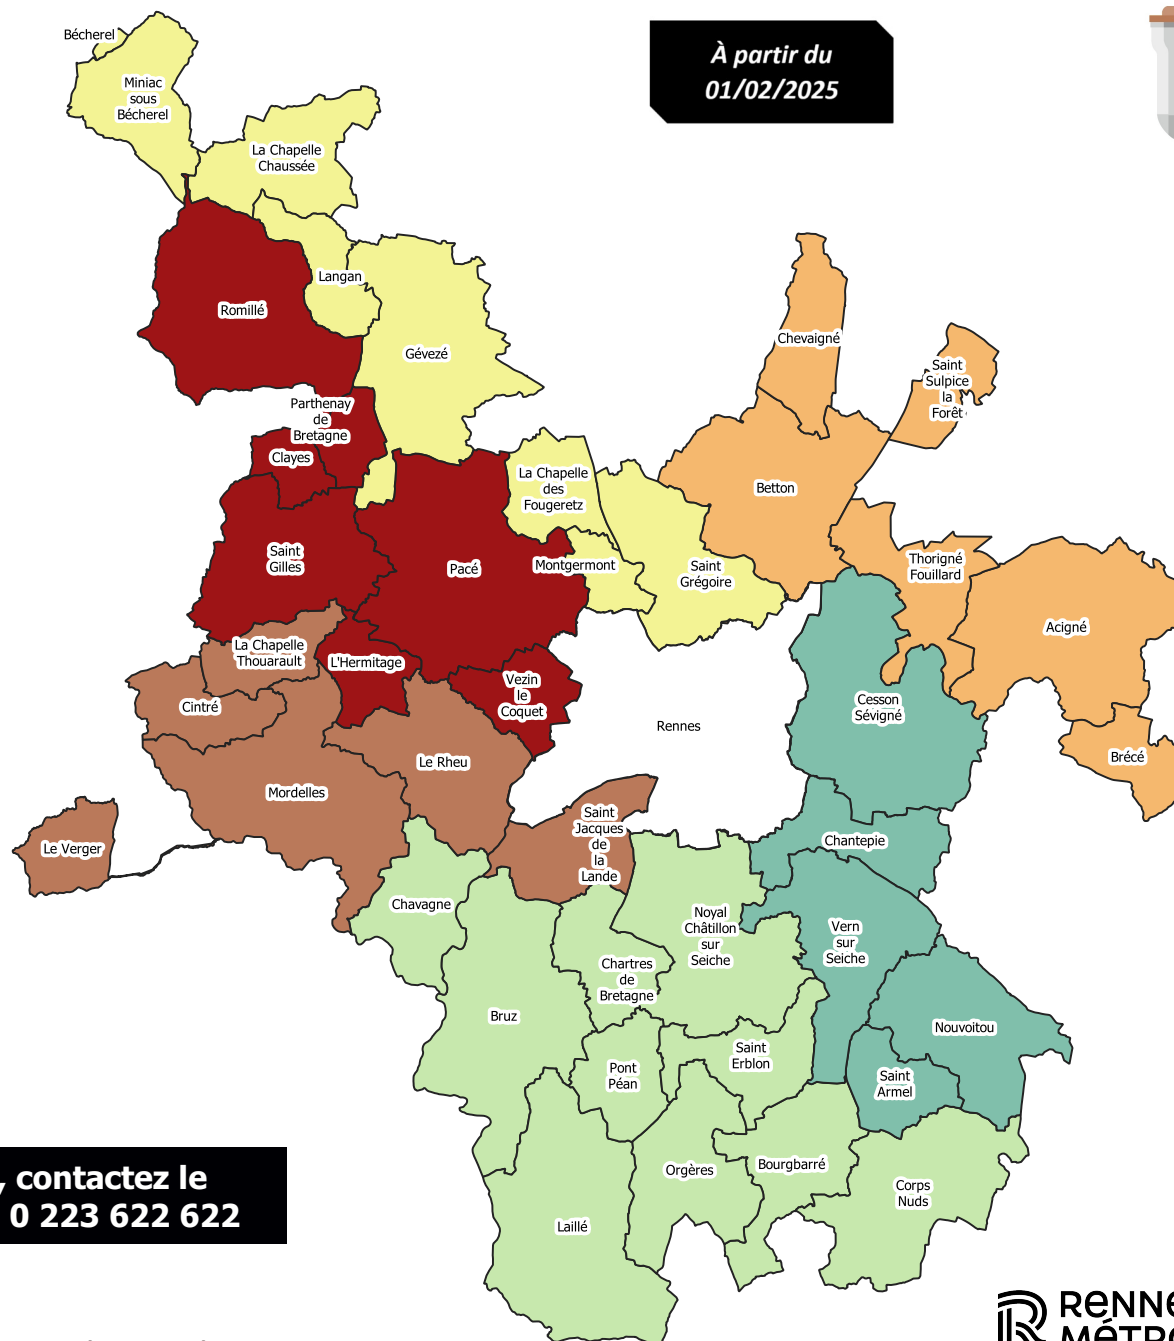 À partir du
01/02/2025
Bécherel
Miniac
sous
Bécherel
La Chapelle
Chaussée
Langan
Romillé
Gévezé
Chevaigné
Saint
Sulpice
la
Forêt
Parthenay
de
Bretagne
Clayes
La Chapelle
des
Fougeretz
Betton
Saint
Gilles
Pacé
Montgermont
Saint
Grégoire
Thorigné
Fouillard
Acigné
La Chapelle
Thouarault
L'Hermitage
Vezin
le
Coquet
Cintré
Rennes
Cesson
Sévigné
Brécé
Le Rheu
Mordelles
Le Verger
Saint
Jacques
de
la
Lande
Chantepie
Chavagne
Noyal
Châtillon
sur
Seiche
Vern
sur
Seiche
Chartres
de
Bretagne
Bruz
Nouvoitou
Saint
Erblon
Pont
Péan
Saint
Armel
Orgères
Bourgbarré
Corps
Nuds
Laillé
, contactez le
0 223 622 622